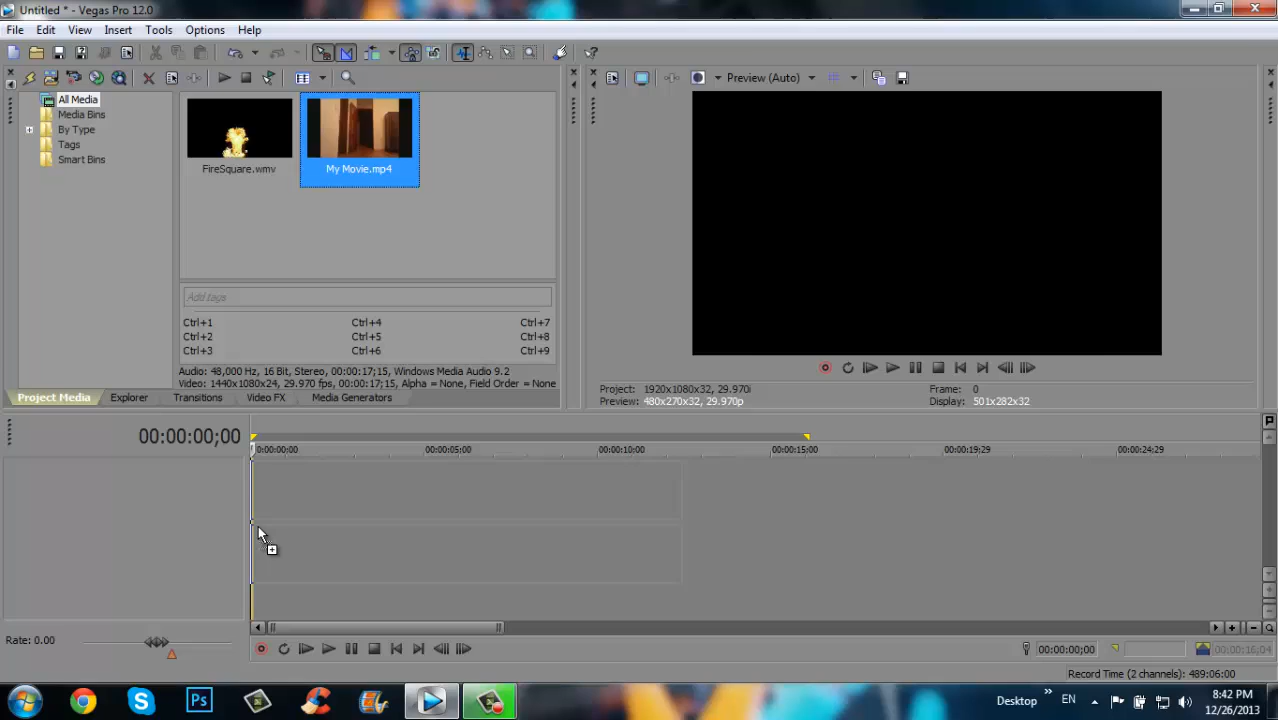 Untitled * - Vegas Pro 12.0
File Edit View Insert Tools Options Help
Preview (Auto)
All Media
Media Bins
By Type
Tags
Smart Bins
FireSquare.wmv
My Movie.mp4
Add tags
Ctrl+1 Ctrl+4 Ctrl+7
Ctrl+2 Ctrl+5 Ctrl+8
Ctrl+3 Ctrl+6 Ctrl+9
Audio: 48,000 Hz, 16 Bit, Stereo, 00:00:17;15, Windows Media Audio 9.2
Video: 1440x1080x24, 29.970 fps, 00:00:17;15, Alpha = None, Field Order = None
Project: 1920x1080x32, 29.970i
Preview: 480x270x32, 29.970p
Frame: 0
Display: 501x282x32
Project Media Explorer Transitions Video FX Media Generators
00:00:00;00
0:00:00;00 00:00:05;00 00:00:10;00 00:00:15;00 00:00:19;29 00:00:24;29
Rate: 0.00
00:00:00;00
00:00:16;04
Record Time (2 channels): 489:06:00
Ps
Desktop
EN
8:42 PM
12/26/2013